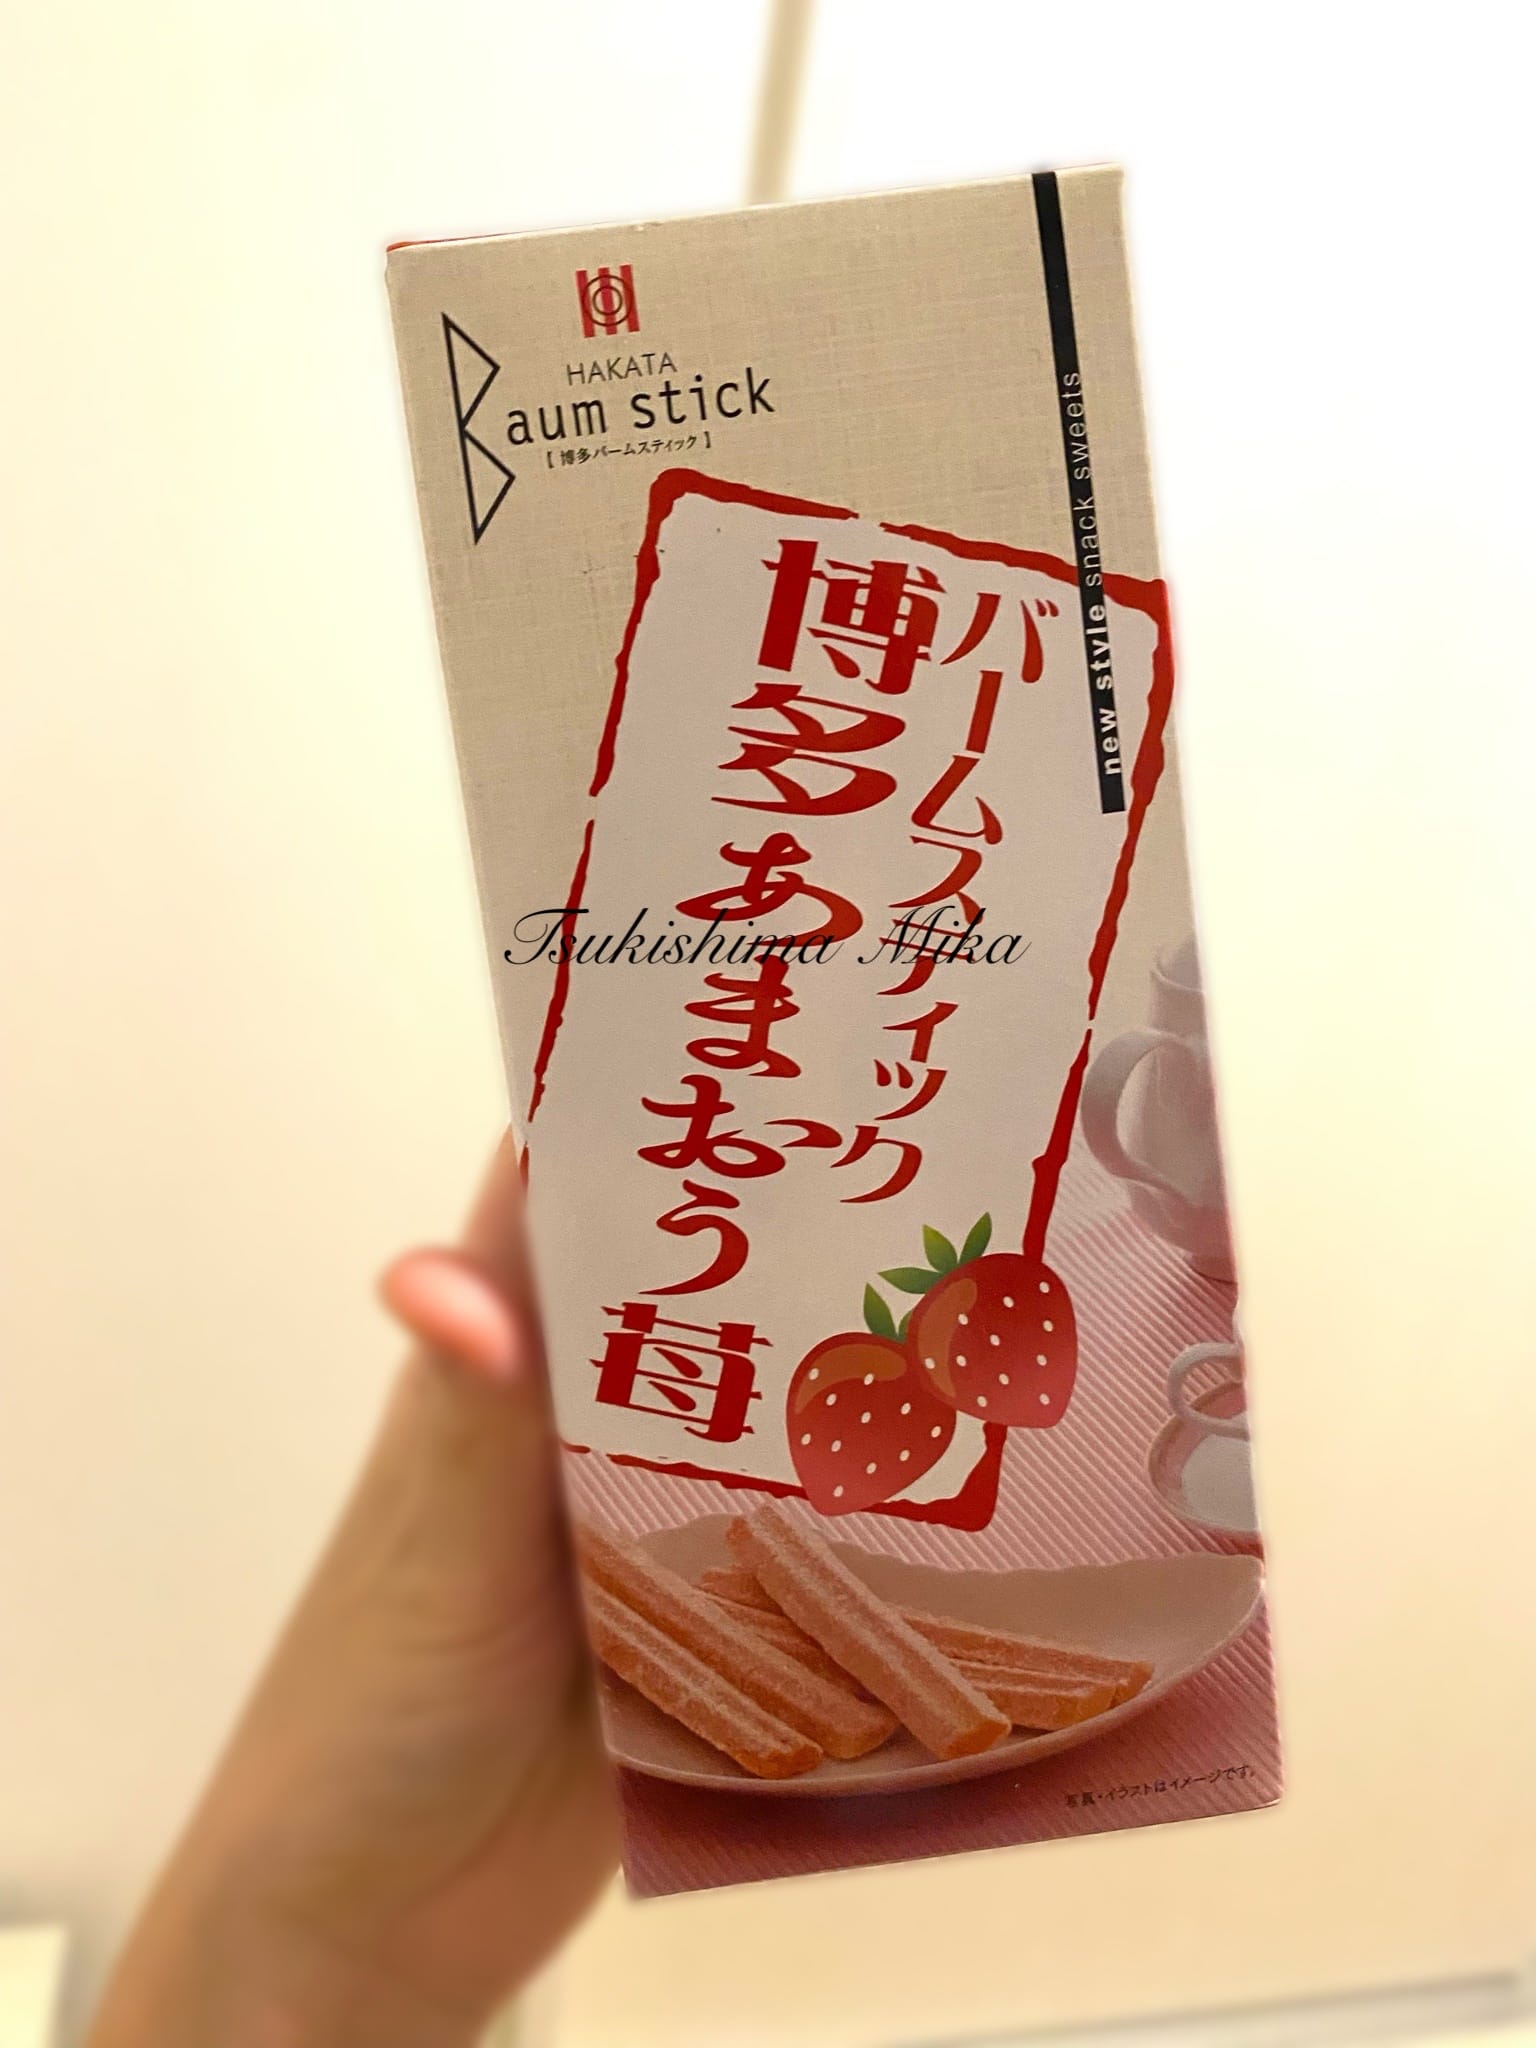 HAKATA
Baum stick
【 博多バームスティック 】
new style snack sweets
バームスティック
博多あまおう苺
Tsukishima Mika
写真・イラストはイメージです。